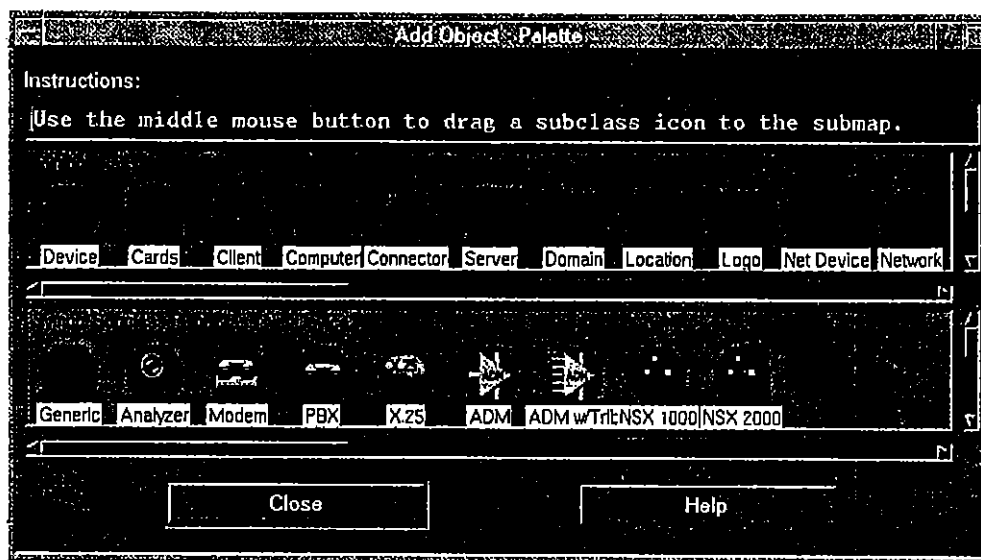 Add Object - Palette
Instructions:
Use the middle mouse button to drag a subclass icon to the submap.
Device Cards Client Computer Connector Server Domain Location Logo Net Device Network
Generic Analyzer Modem PBX X.25 ADM ADM w/Trib NSX 1000 NSX 2000
Close Help